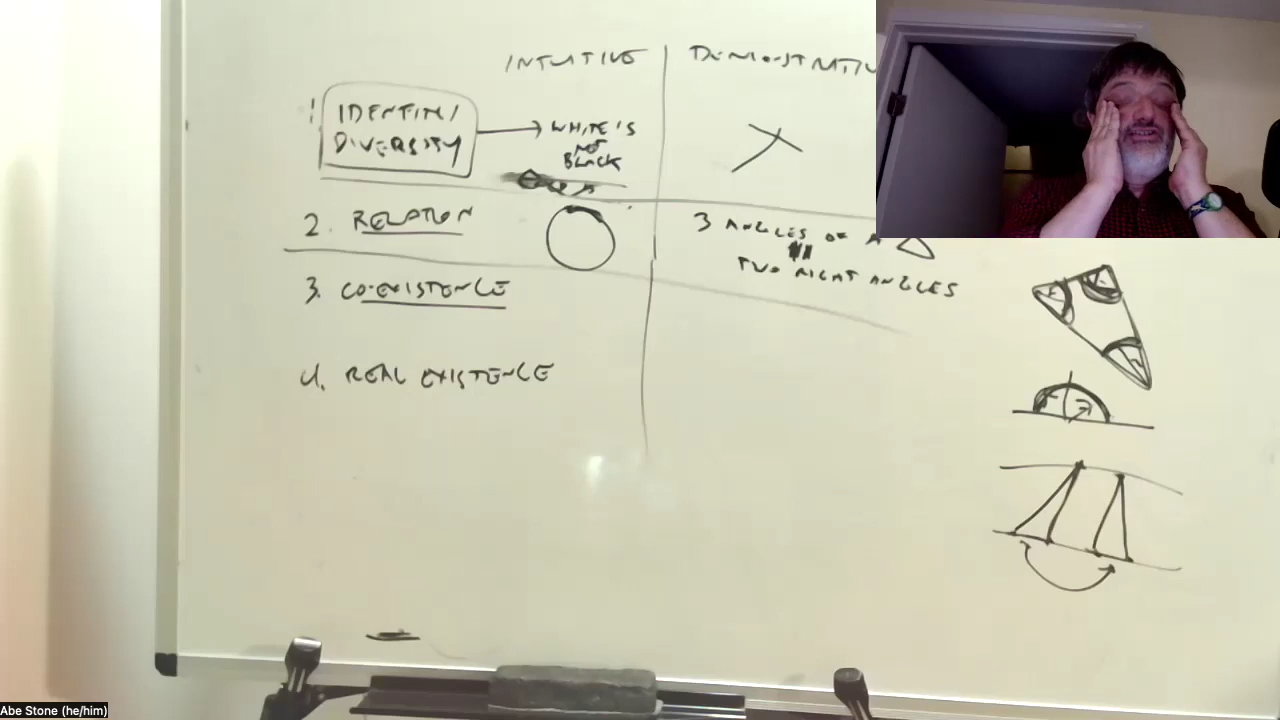 INTUITIVE
DEMONSTRATIV
1 IDENTITY/
DIVERSITY
WHITE IS
NOT
BLACK
2. RELATION
3 ANGLES OF A
TWO RIGHT ANGLES
3. CO-EXISTENCE
4. REAL EXISTENCE
Abe Stone (he/him)